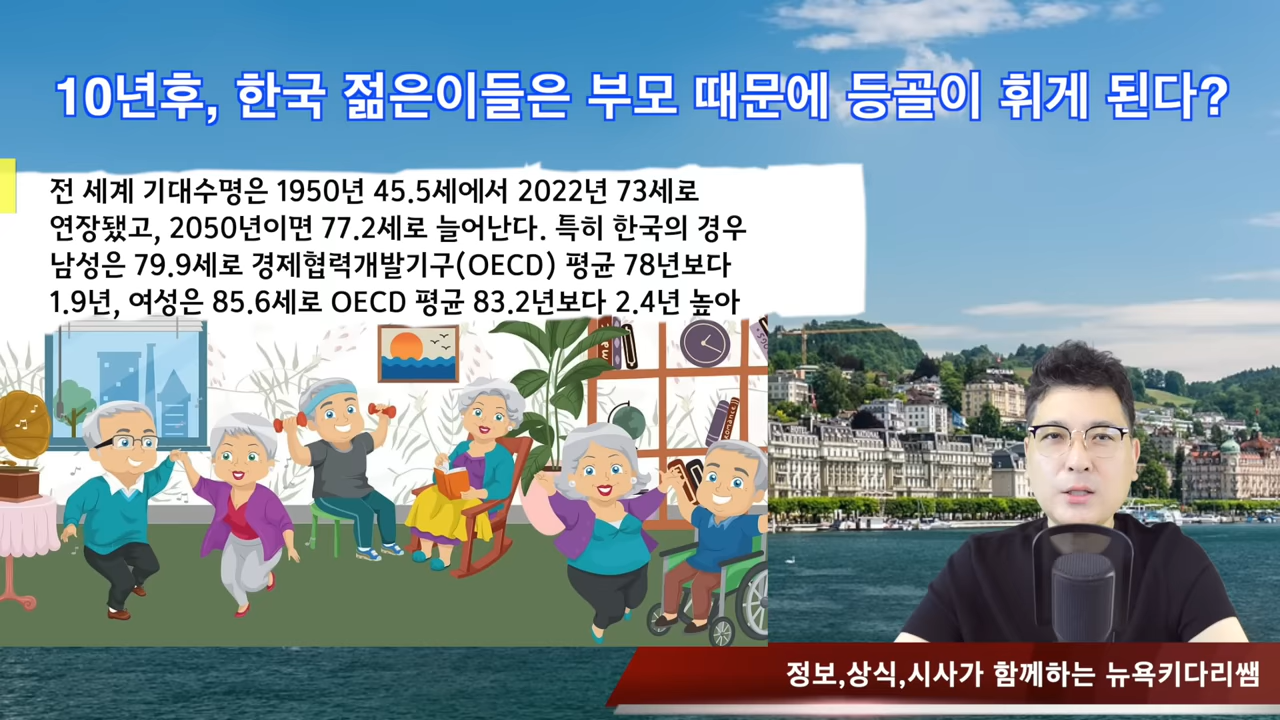 10년후, 한국 젊은이들은 부모 때문에 등골이 휘게 된다?
전 세계 기대수명은 1950년 45.5세에서 2022년 73세로
연장됐고, 2050년이면 77.2세로 늘어난다. 특히 한국의 경우
남성은 79.9세로 경제협력개발기구(OECD) 평균 78년보다
1.9년, 여성은 85.6세로 OECD 평균 83.2년보다 2.4년 높아
MONTANA
NATIONAL
정보,상식,시사가 함께하는 뉴욕키다리쌤